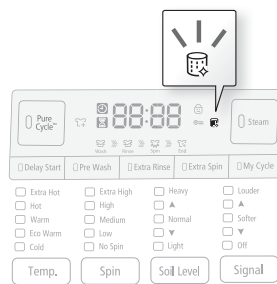 Pure
Cycle™
88:88
Steam
Wash
Rinse
Spin
End
Delay Start
Pre Wash
Extra Rinse
Extra Spin
My Cycle
Extra Hot
Extra High
Heavy
Louder
Hot
High
▲
▲
Warm
Medium
Normal
Softer
Eco Warm
Low
▼
▼
Cold
No Spin
Light
Off
Temp.
Spin
Soil Level
Signal